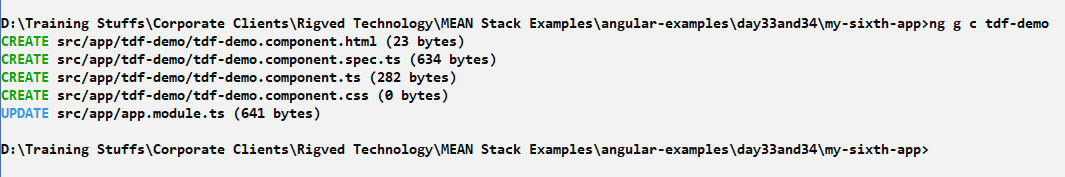 D:\Training Stuffs\Corporate Clients\Rigved Technology\MEAN Stack Examples\angular-examples\day33and34\my-sixth-app>ng g c tdf-demo
CREATE src/app/tdf-demo/tdf-demo.component.html (23 bytes)
CREATE src/app/tdf-demo/tdf-demo.component.spec.ts (634 bytes)
CREATE src/app/tdf-demo/tdf-demo.component.ts (282 bytes)
CREATE src/app/tdf-demo/tdf-demo.component.css (0 bytes)
UPDATE src/app/app.module.ts (641 bytes)
D:\Training Stuffs\Corporate Clients\Rigved Technology\MEAN Stack Examples\angular-examples\day33and34\my-sixth-app>